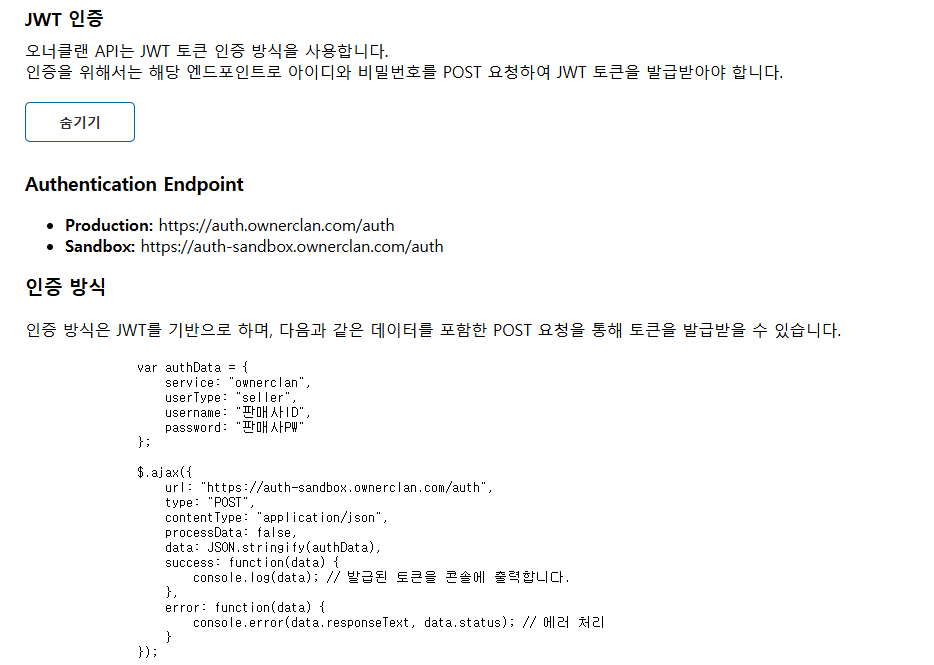 JWT 인증
오너클랜 API는 JWT 토큰 인증 방식을 사용합니다.
인증을 위해서는 해당 엔드포인트로 아이디와 비밀번호를 POST 요청하여 JWT 토큰을 발급받아야 합니다.
숨기기
Authentication Endpoint
• Production: https://auth.ownerclan.com/auth
• Sandbox: https://auth-sandbox.ownerclan.com/auth
인증 방식
인증 방식은 JWT를 기반으로 하며, 다음과 같은 데이터를 포함한 POST 요청을 통해 토큰을 발급받을 수 있습니다.
var authData = {
    service: "ownerclan",
    userType: "seller",
    username: "판매사ID",
    password: "판매사PW"
};
$.ajax({
    url: "https://auth-sandbox.ownerclan.com/auth",
    type: "POST",
    contentType: "application/json",
    processData: false,
    data: JSON.stringify(authData),
    success: function(data) {
        console.log(data); // 발급된 토큰을 콘솔에 출력합니다.
    },
    error: function(data) {
        console.error(data.responseText, data.status); // 에러 처리
    }
});